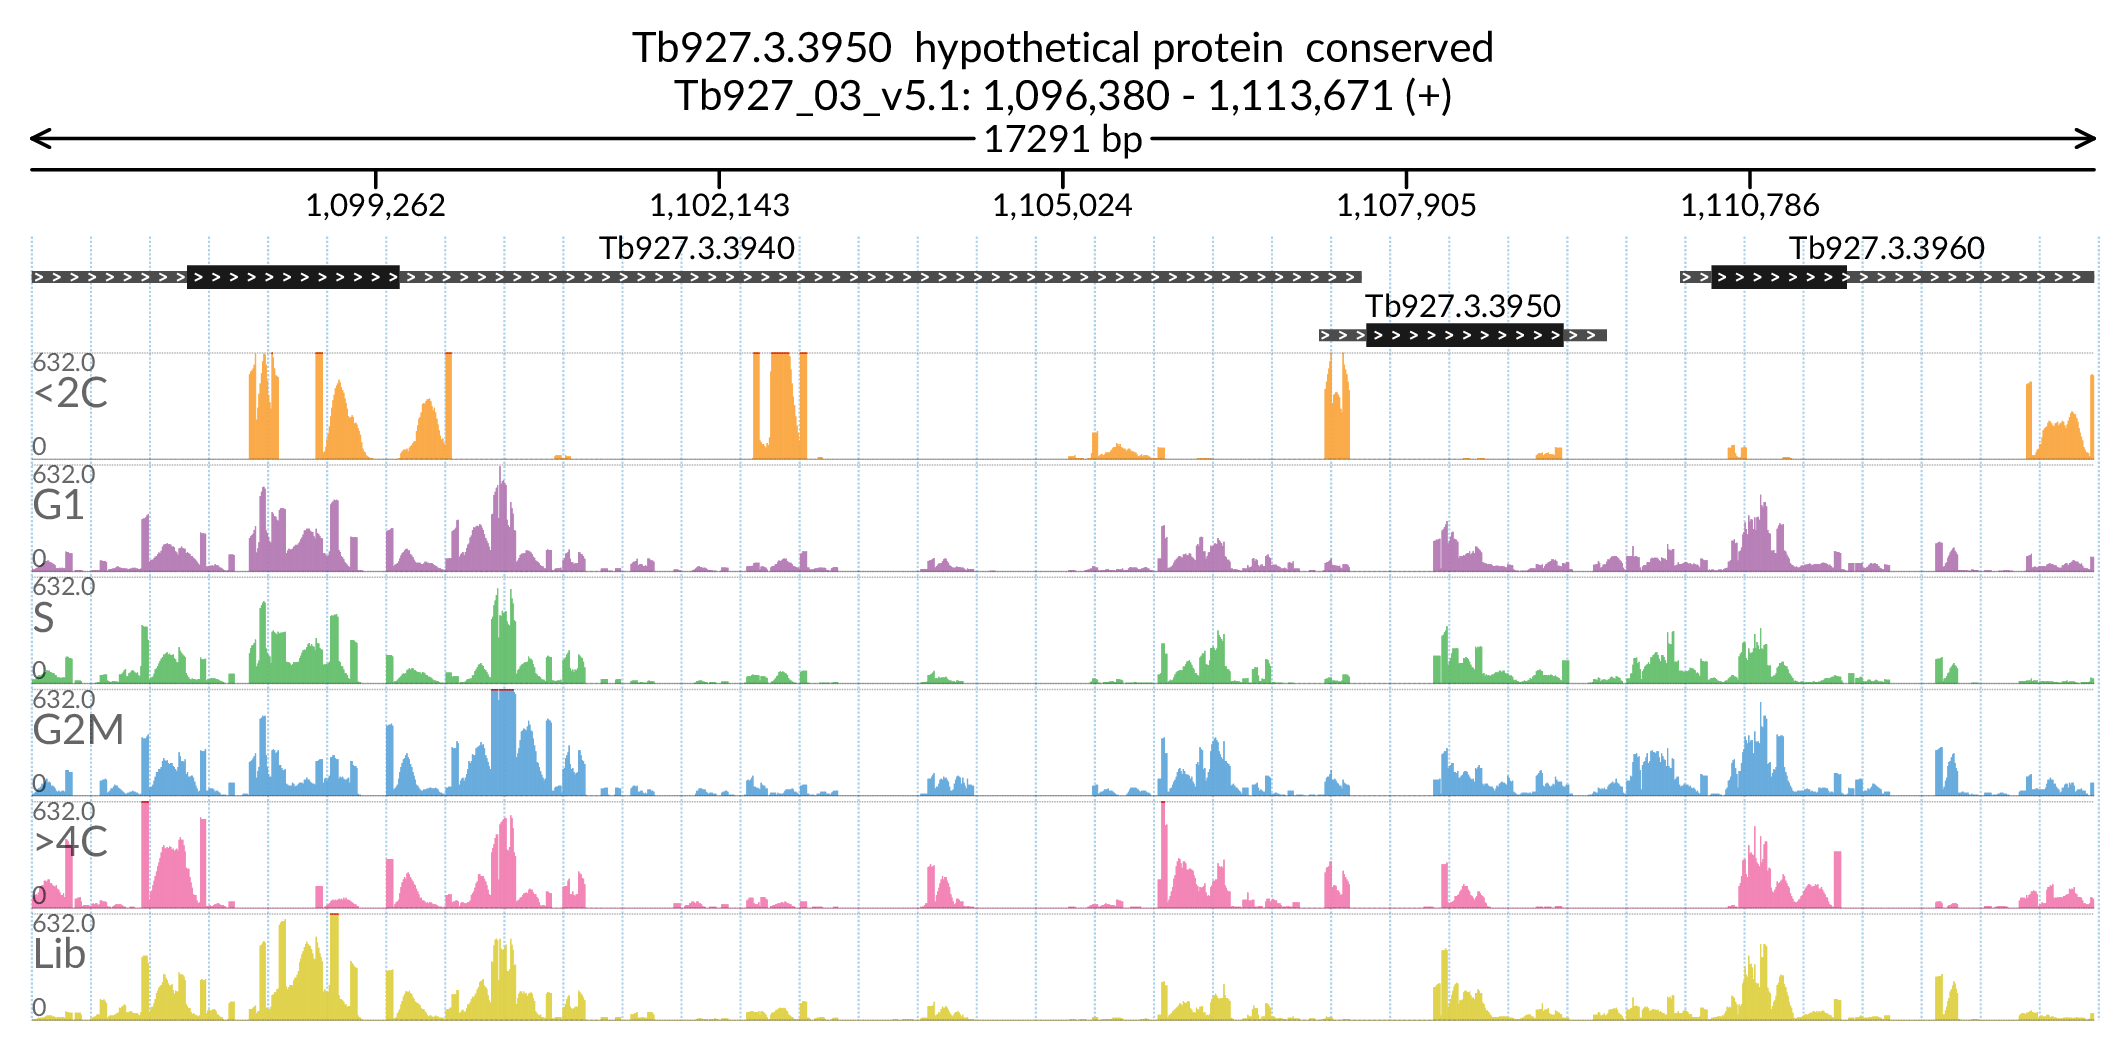 Tb927.3.3950  hypothetical protein  conserved
Tb927_03_v5.1: 1,096,380 - 1,113,671 (+)
17291 bp
1,099,262 1,102,143 1,105,024 1,107,905 1,110,786
Tb927.3.3940 Tb927.3.3960
Tb927.3.3950
632.0
<2C
0
632.0
G1
0
632.0
S
0
632.0
G2M
0
632.0
>4C
0
632.0
Lib
0